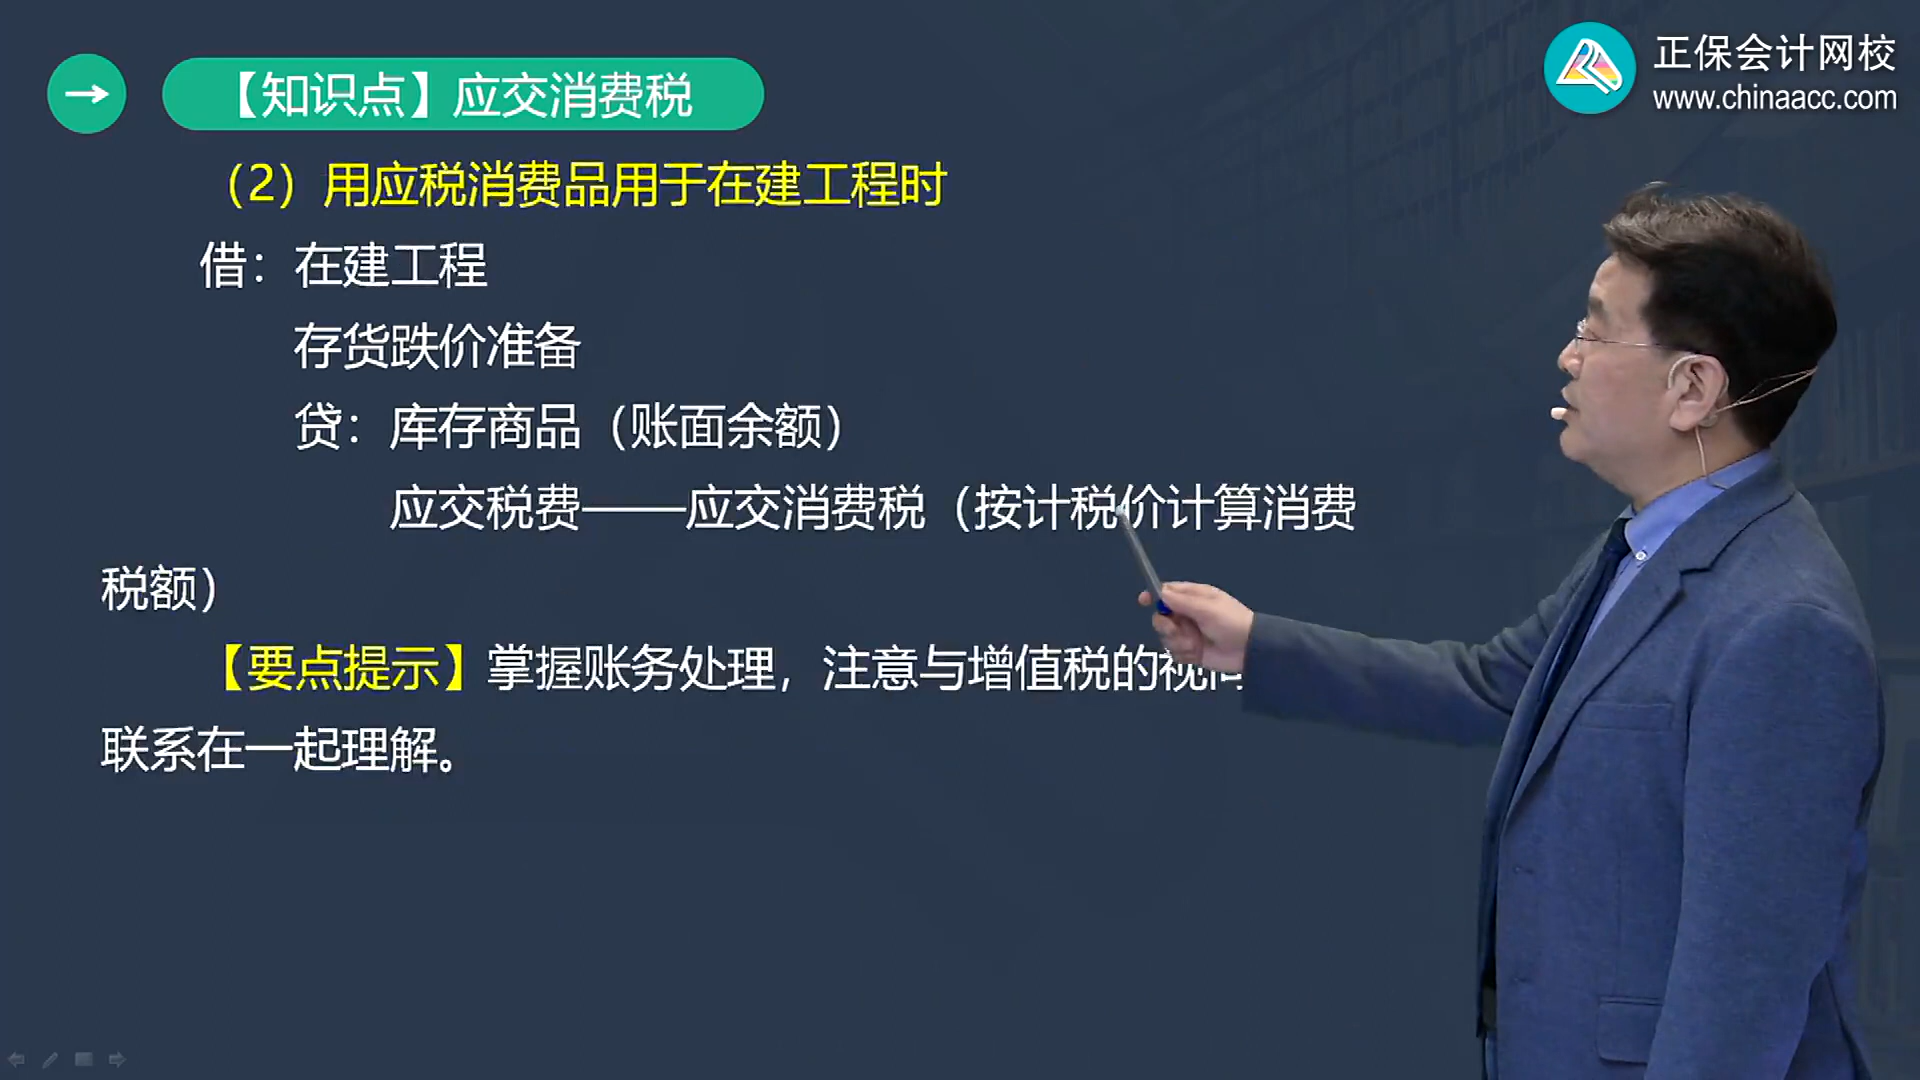 正保会计网校
www.chinaacc.com
【知识点】应交消费税
（2）用应税消费品用于在建工程时
借：在建工程
存货跌价准备
贷：库存商品（账面余额）
应交税费——应交消费税（按计税价计算消费
税额）
【要点提示】掌握账务处理，注意与增值税的视同
联系在一起理解。